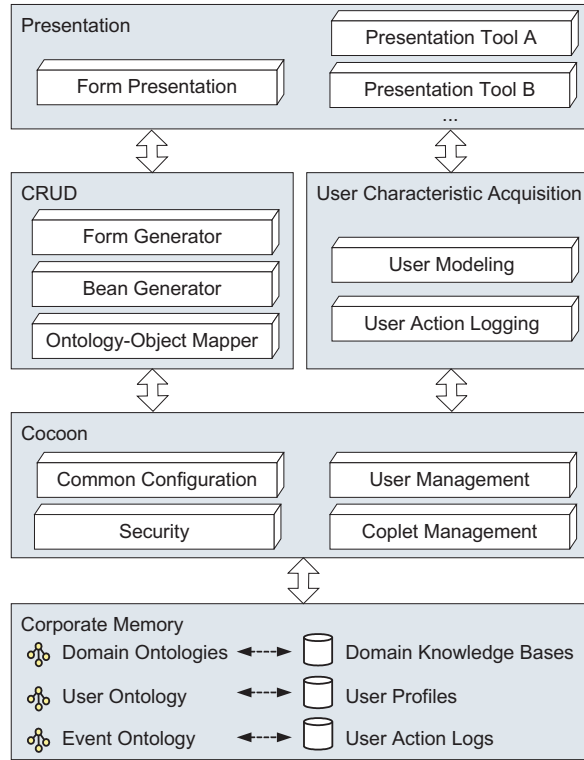 Presentation
Form Presentation
Presentation Tool A
Presentation Tool B
...
CRUD
Form Generator
Bean Generator
Ontology-Object Mapper
User Characteristic Acquisition
User Modeling
User Action Logging
Cocoon
Common Configuration
User Management
Security
Coplet Management
Corporate Memory
Domain Ontologies
Domain Knowledge Bases
User Ontology
User Profiles
Event Ontology
User Action Logs